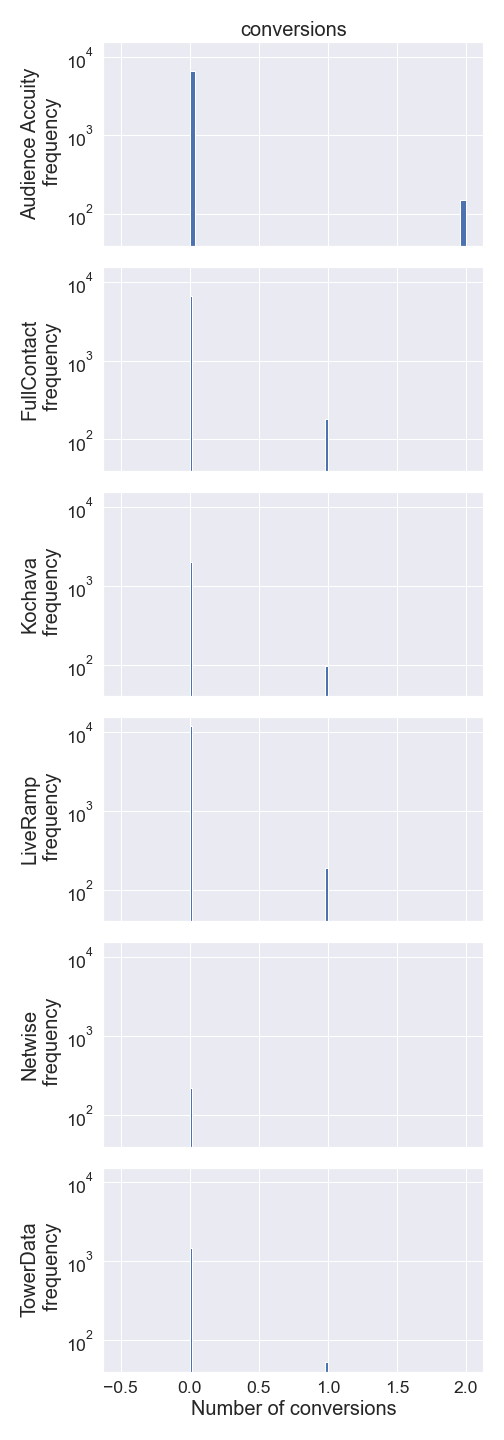 conversions
10^4
10^3
10^2
Audience Accuity
frequency
10^4
10^3
10^2
FullContact
frequency
10^4
10^3
10^2
Kochava
frequency
10^4
10^3
10^2
LiveRamp
frequency
10^4
10^3
10^2
Netwise
frequency
10^4
10^3
10^2
TowerData
frequency
−0.5 0.0 0.5 1.0 1.5 2.0
Number of conversions